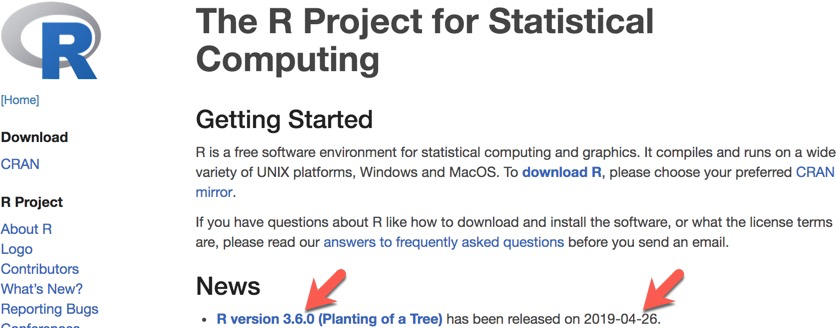 R
The R Project for Statistical
Computing
[Home]
Download
CRAN
R Project
About R
Logo
Contributors
What's New?
Reporting Bugs
Conferences
Getting Started
R is a free software environment for statistical computing and graphics. It compiles and runs on a wide
variety of UNIX platforms, Windows and MacOS. To download R, please choose your preferred CRAN
mirror.
If you have questions about R like how to download and install the software, or what the license terms
are, please read our answers to frequently asked questions before you send an email.
News
• R version 3.6.0 (Planting of a Tree) has been released on 2019-04-26.